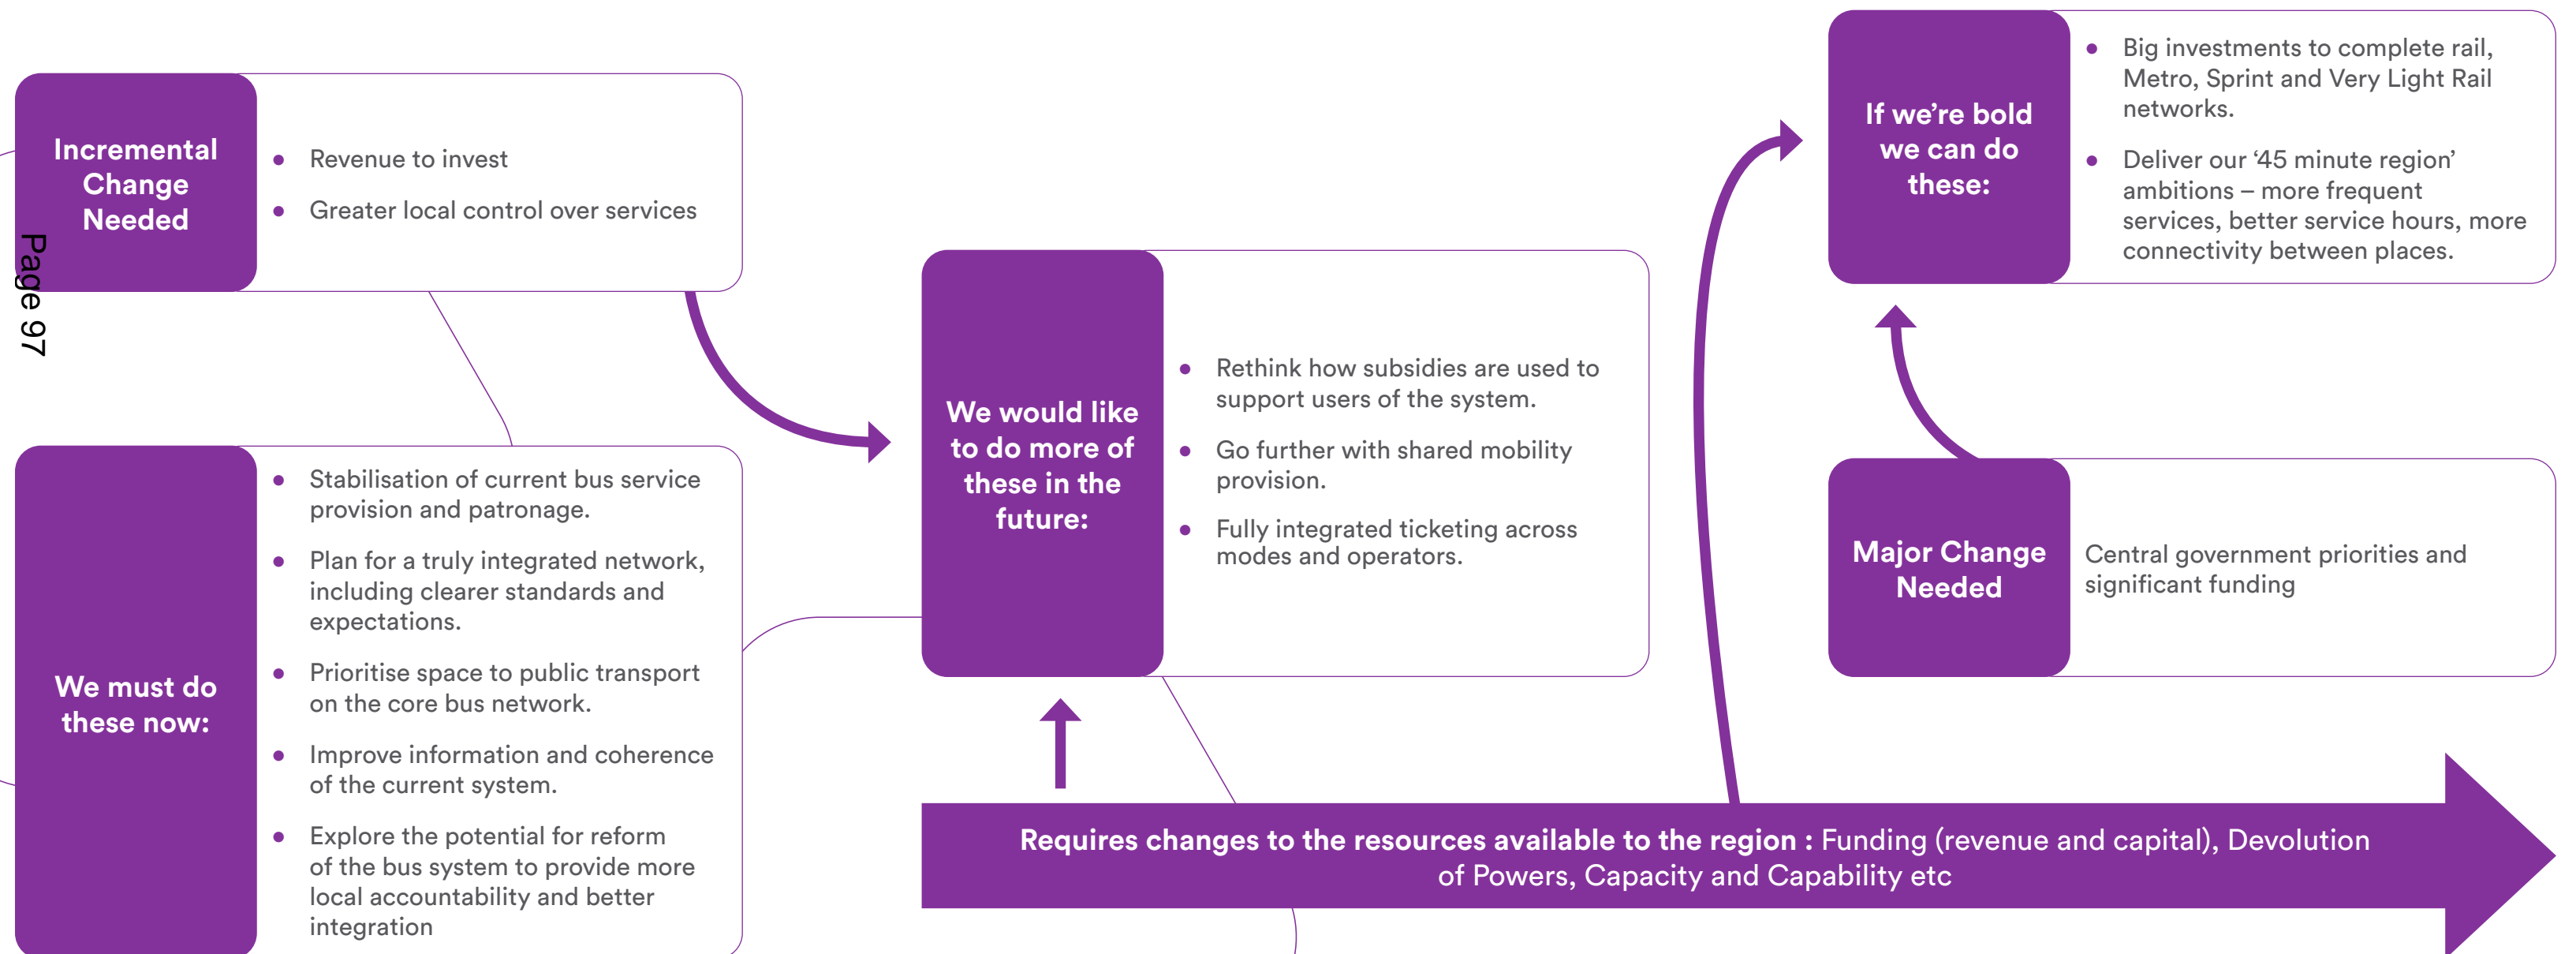 Page 97
Incremental
Change
Needed
Revenue to invest
Greater local control over services
We must do
these now:
Stabilisation of current bus service
provision and patronage.
Plan for a truly integrated network,
including clearer standards and
expectations.
Prioritise space to public transport
on the core bus network.
Improve information and coherence
of the current system.
Explore the potential for reform
of the bus system to provide more
local accountability and better
integration
We would like
to do more of
these in the
future:
Rethink how subsidies are used to
support users of the system.
Go further with shared mobility
provision.
Fully integrated ticketing across
modes and operators.
If we’re bold
we can do
these:
Big investments to complete rail,
Metro, Sprint and Very Light Rail
networks.
Deliver our ‘45 minute region’
ambitions – more frequent
services, better service hours, more
connectivity between places.
Major Change
Needed
Central government priorities and
significant funding
Requires changes to the resources available to the region : Funding (revenue and capital), Devolution
of Powers, Capacity and Capability etc